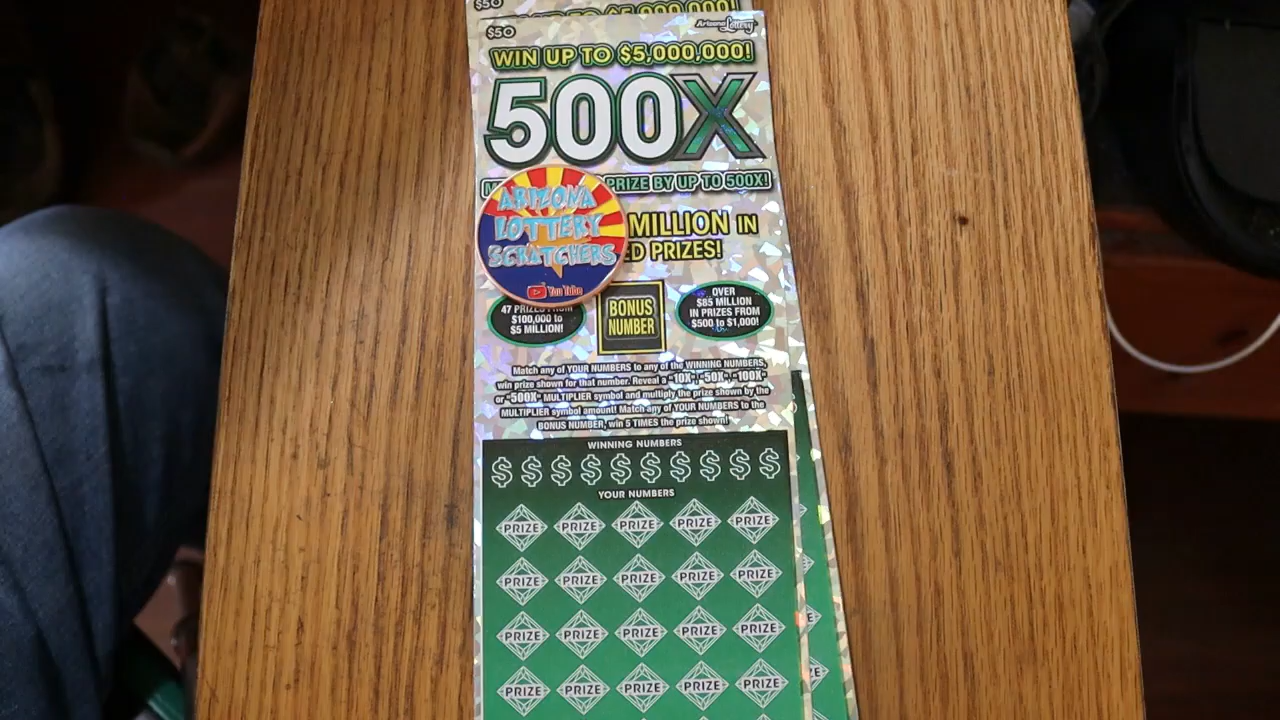 $50
$5,000,000!
$50
Arizona Lottery
WIN UP TO $5,000,000!
500X
PRIZE BY UP TO 500X!
ARIZONA
LOTTERY
SCRATCHERS
YouTube
MILLION IN
PRIZES!
47 PRIZES FROM
$100,000 to
$5 MILLION!
BONUS
NUMBER
OVER
$85 MILLION
IN PRIZES FROM
$500 to $1,000!
Match any of YOUR NUMBERS to any of the WINNING NUMBERS,
win prize shown for that number. Reveal a "10X", "50X", "100X"
or "500X" MULTIPLIER symbol and multiply the prize shown by the
MULTIPLIER symbol amount! Match any of YOUR NUMBERS to the
BONUS NUMBER, win 5 TIMES the prize shown!
WINNING NUMBERS
$ $ $ $ $ $ $ $ $ $
YOUR NUMBERS
PRIZE PRIZE PRIZE PRIZE PRIZE
PRIZE PRIZE PRIZE PRIZE PRIZE
PRIZE PRIZE PRIZE PRIZE PRIZE
PRIZE PRIZE PRIZE PRIZE PRIZE